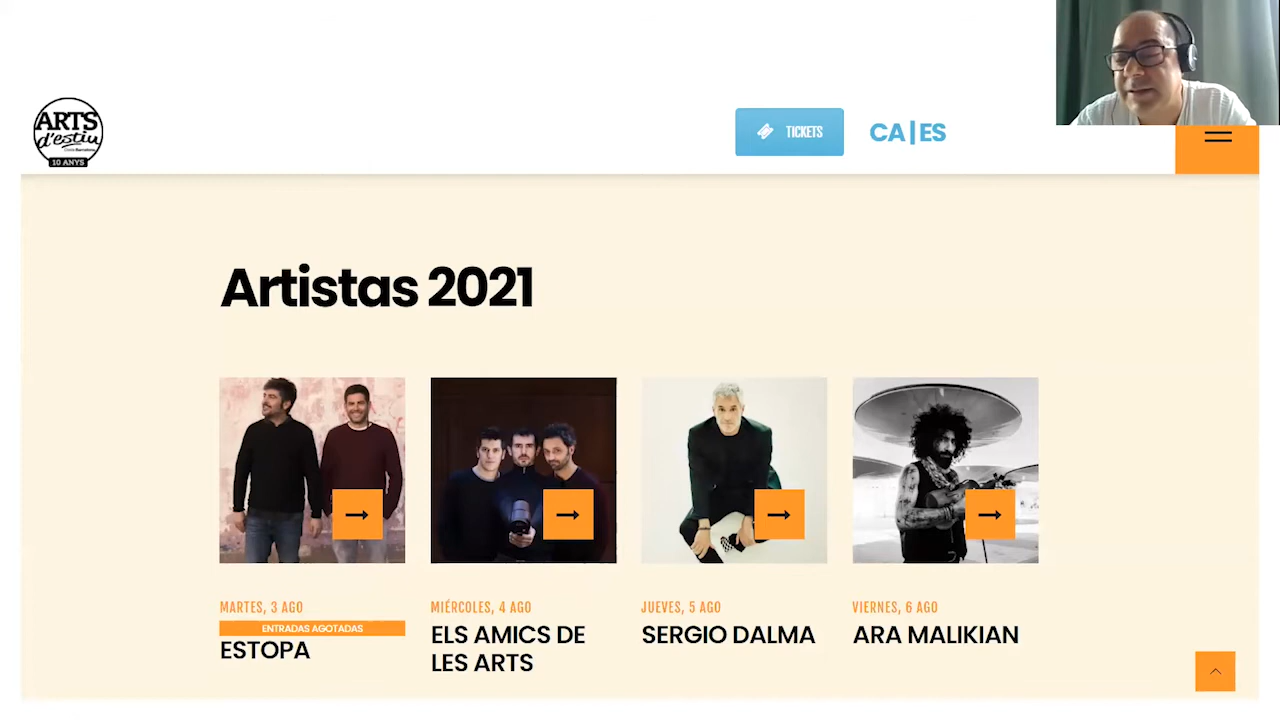 ARTS
d'estiu
10 ANYS
TICKETS
CA|ES
Artistas 2021
MARTES, 3 AGO
ENTRADAS AGOTADAS
ESTOPA
MIÉRCOLES, 4 AGO
ELS AMICS DE
LES ARTS
JUEVES, 5 AGO
SERGIO DALMA
VIERNES, 6 AGO
ARA MALIKIAN